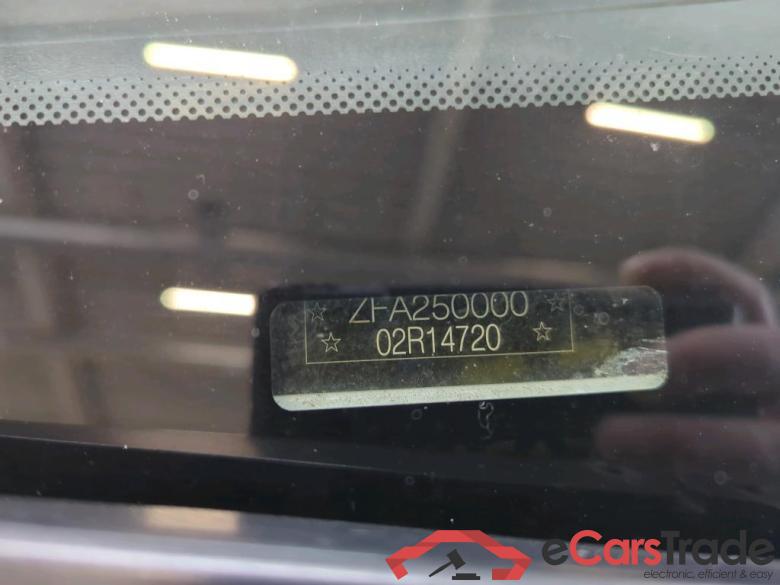 ZFA250000
02R14720
eCarsTrade
electronic, efficient & easy